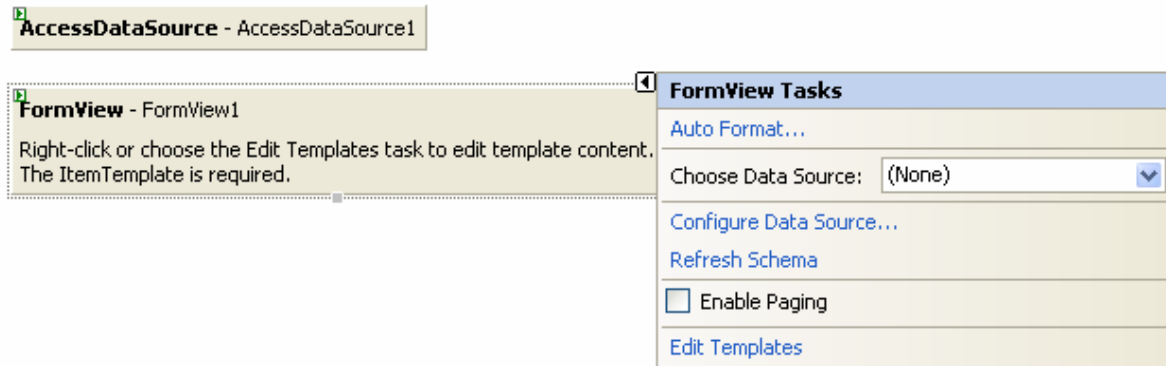 AccessDataSource - AccessDataSource1
FormView - FormView1
Right-click or choose the Edit Templates task to edit template content.
The ItemTemplate is required.
FormView Tasks
Auto Format...
Choose Data Source: (None)
Configure Data Source...
Refresh Schema
Enable Paging
Edit Templates